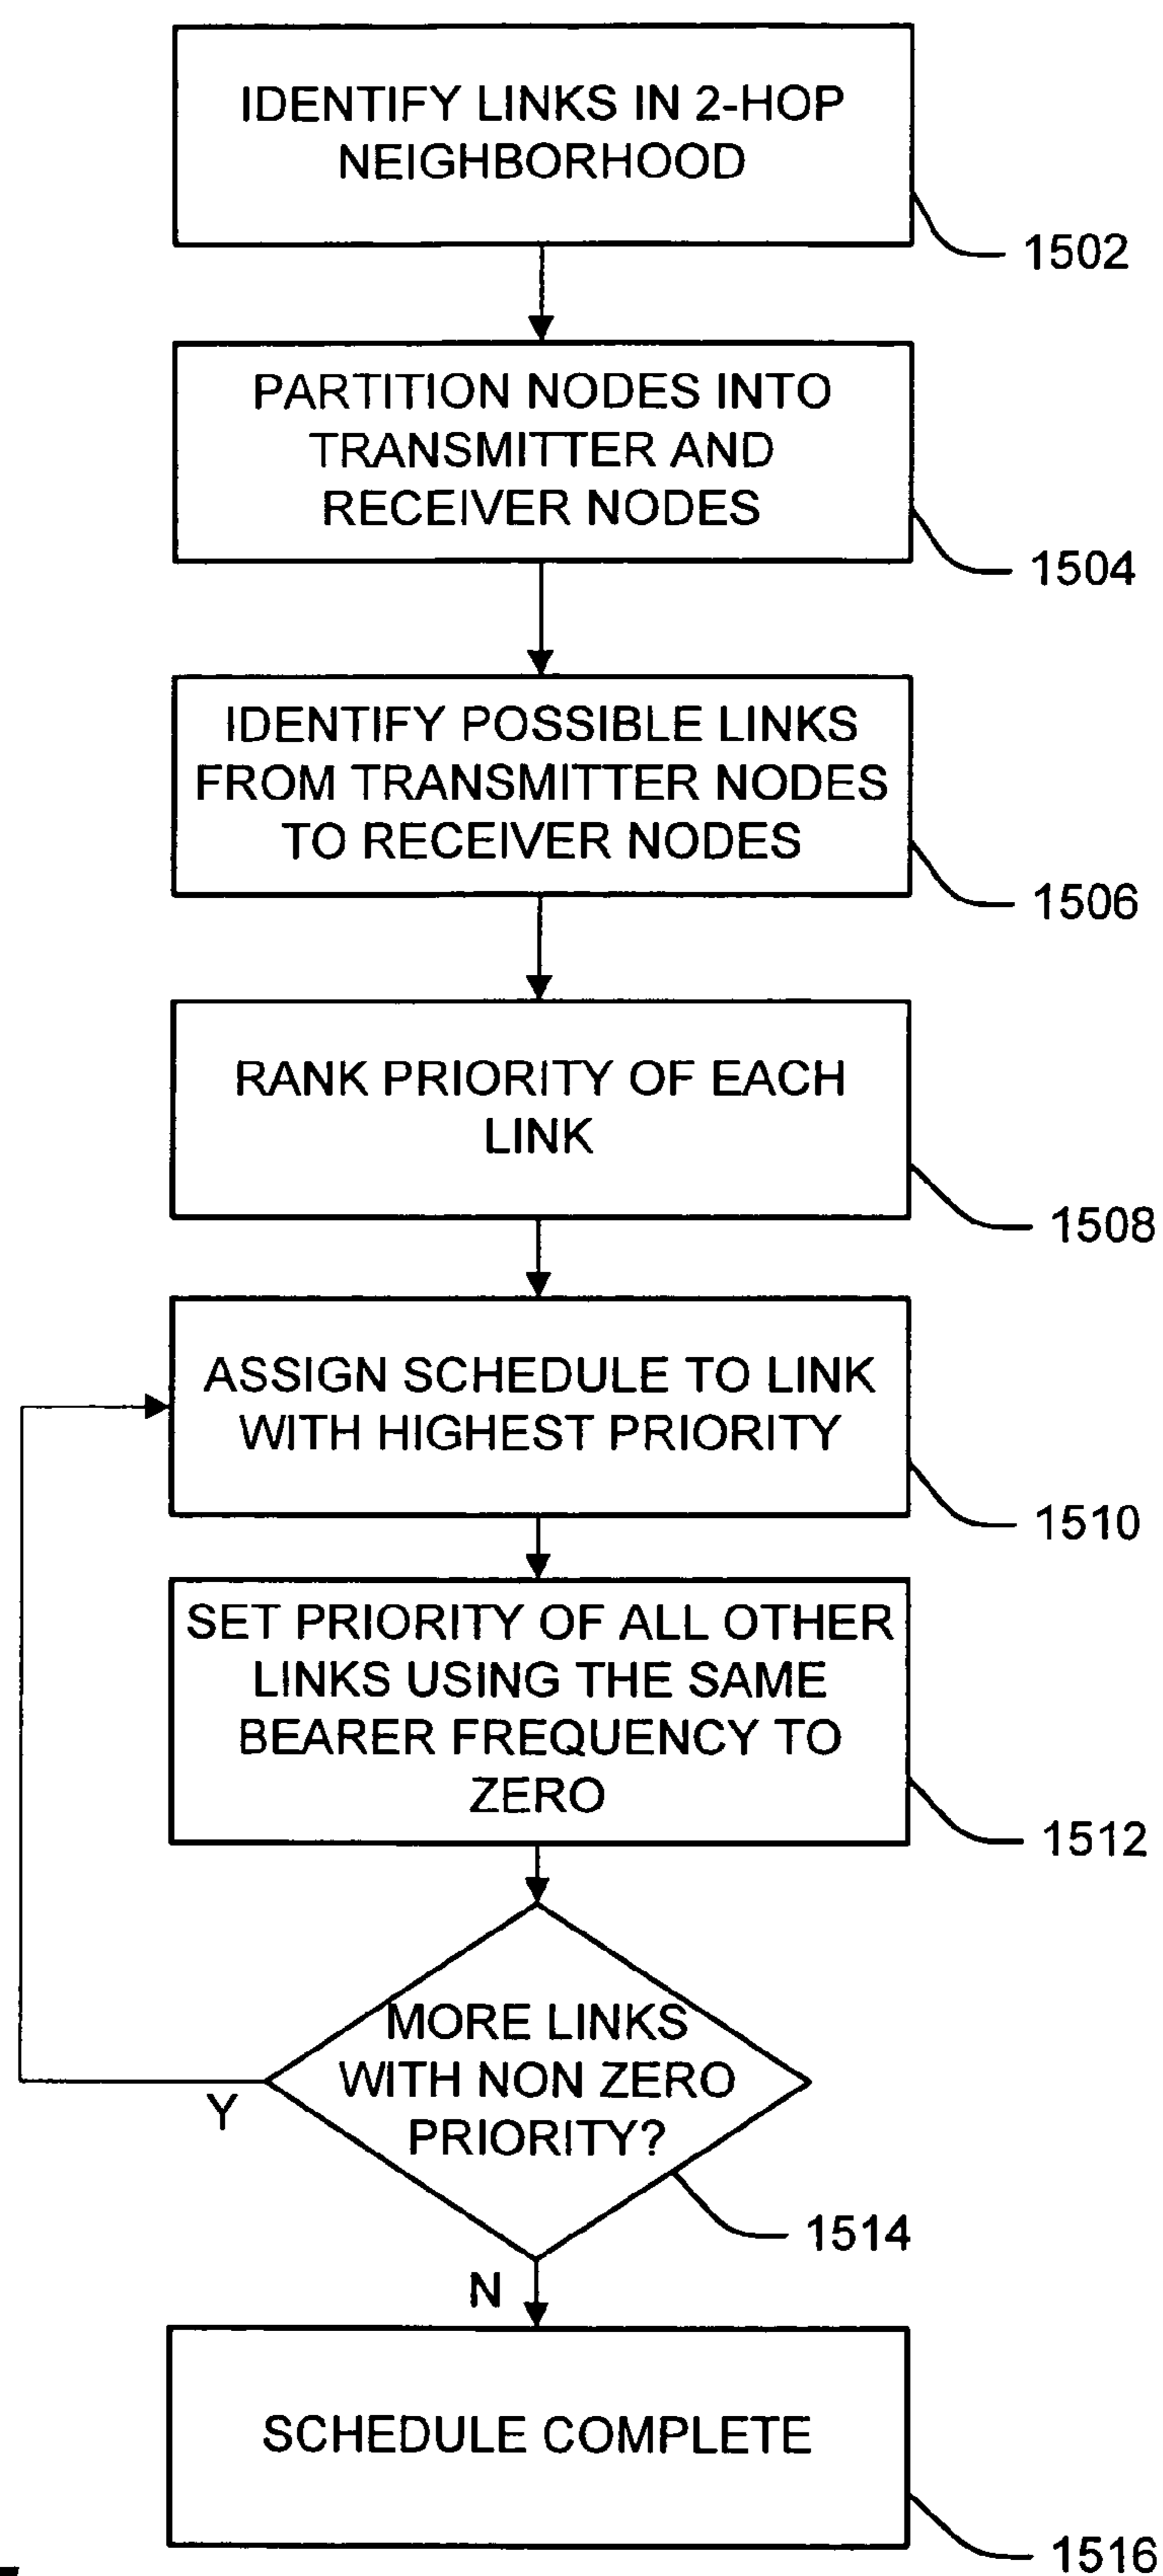 IDENTIFY LINKS IN 2-HOP
NEIGHBORHOOD
1502
PARTITION NODES INTO
TRANSMITTER AND
RECEIVER NODES
1504
IDENTIFY POSSIBLE LINKS
FROM TRANSMITTER NODES
TO RECEIVER NODES
1506
RANK PRIORITY OF EACH
LINK
1508
ASSIGN SCHEDULE TO LINK
WITH HIGHEST PRIORITY
1510
SET PRIORITY OF ALL OTHER
LINKS USING THE SAME
BEARER FREQUENCY TO
ZERO
1512
MORE LINKS
WITH NON ZERO
PRIORITY?
Y
1514
N
SCHEDULE COMPLETE
1516